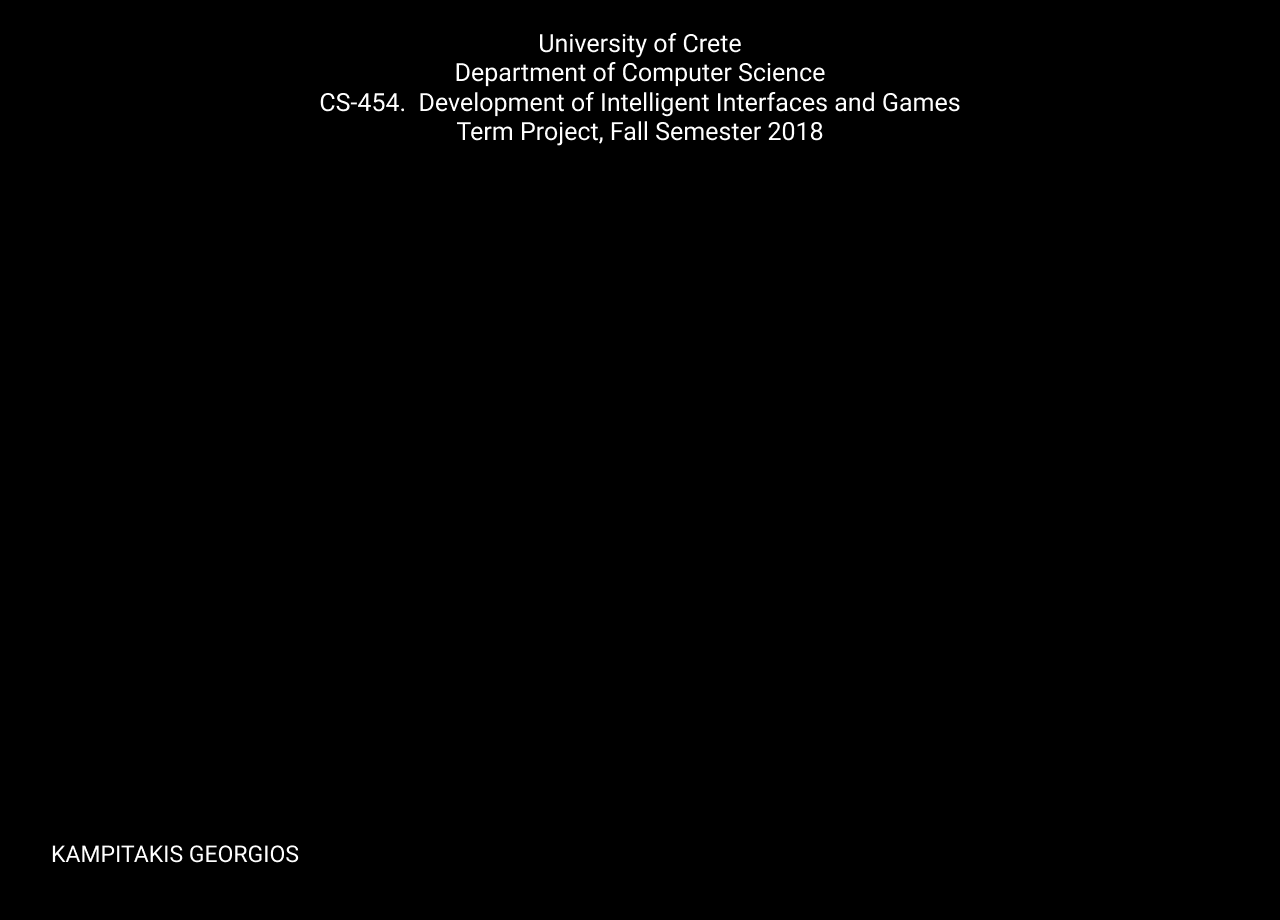 University of Crete
Department of Computer Science
CS-454.  Development of Intelligent Interfaces and Games
Term Project, Fall Semester 2018
KAMPITAKIS GEORGIOS